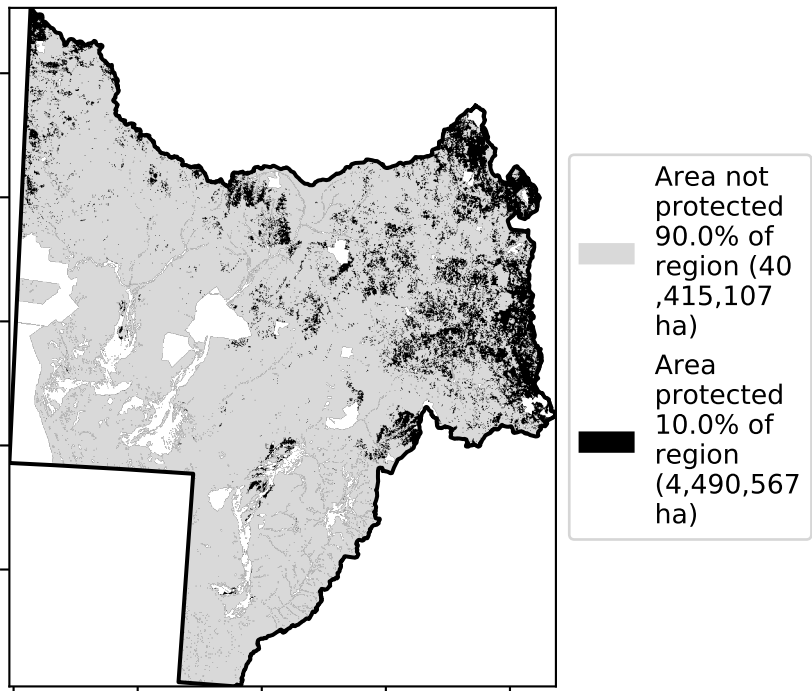 Area not
protected
90.0% of
region (40
,415,107
ha)
Area
protected
10.0% of
region
(4,490,567
ha)